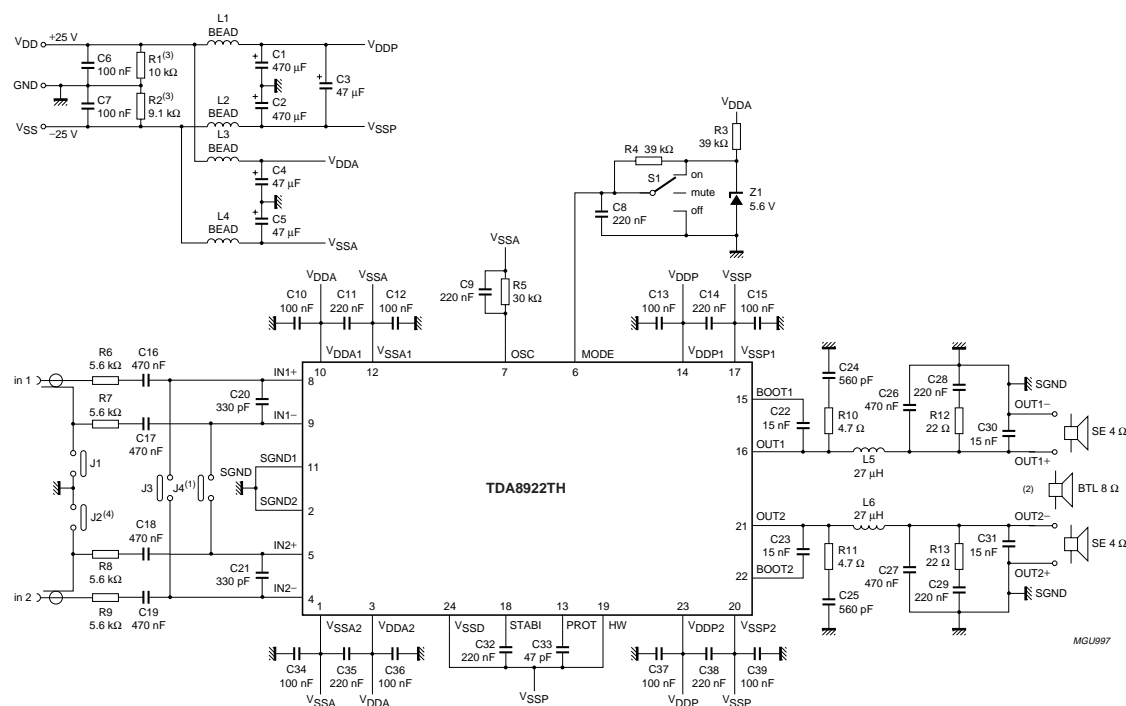 L1
BEAD
VDD +25 V
VDDP
C6
100 nF
R1(3)
10 kΩ
C1
470 μF
C3
47 μF
GND
C7
100 nF
R2(3)
9.1 kΩ
L2
BEAD
C2
470 μF
VSS −25 V
VSSP
L3
BEAD
VDDA
C4
47 μF
L4
BEAD
C5
47 μF
VSSA
VDDA
R3
39 kΩ
R4 39 kΩ
S1
on
mute
off
C8
220 nF
Z1
5.6 V
VSSA
C9
220 nF
R5
30 kΩ
VDDA
VSSA
C10
100 nF
C11
220 nF
C12
100 nF
VDDP
VSSP
C13
100 nF
C14
220 nF
C15
100 nF
VDDA1
VSSA1
OSC
MODE
VDDP1
VSSP1
10
12
7
6
14
17
in 1
R6
5.6 kΩ
C16
470 nF
IN1+
8
C20
330 pF
R7
5.6 kΩ
C17
470 nF
IN1−
9
J1
SGND
SGND1
11
SGND2
2
J3
J4(1)
J2(4)
C18
470 nF
IN2+
5
R8
5.6 kΩ
C21
330 pF
in 2
R9
5.6 kΩ
C19
470 nF
IN2−
4
TDA8922TH
15
BOOT1
C22
15 nF
16
OUT1
C24
560 pF
R10
4.7 Ω
L5
27 μH
C26
470 nF
C28
220 nF
R12
22 Ω
C30
15 nF
SGND
OUT1−
OUT1+
SE 4 Ω
(2)
BTL 8 Ω
21
OUT2
C23
15 nF
22
BOOT2
L6
27 μH
R11
4.7 Ω
C25
560 pF
C27
470 nF
R13
22 Ω
C29
220 nF
C31
15 nF
OUT2−
OUT2+
SGND
SE 4 Ω
1
3
24
18
13
19
23
20
VSSA2
VDDA2
VSSD
STABI
PROT
HW
VDDP2
VSSP2
C32
220 nF
C33
47 pF
C34
100 nF
C35
220 nF
C36
100 nF
VSSA
VDDA
VSSP
C37
100 nF
C38
220 nF
C39
100 nF
VDDP
VSSP
MGU997